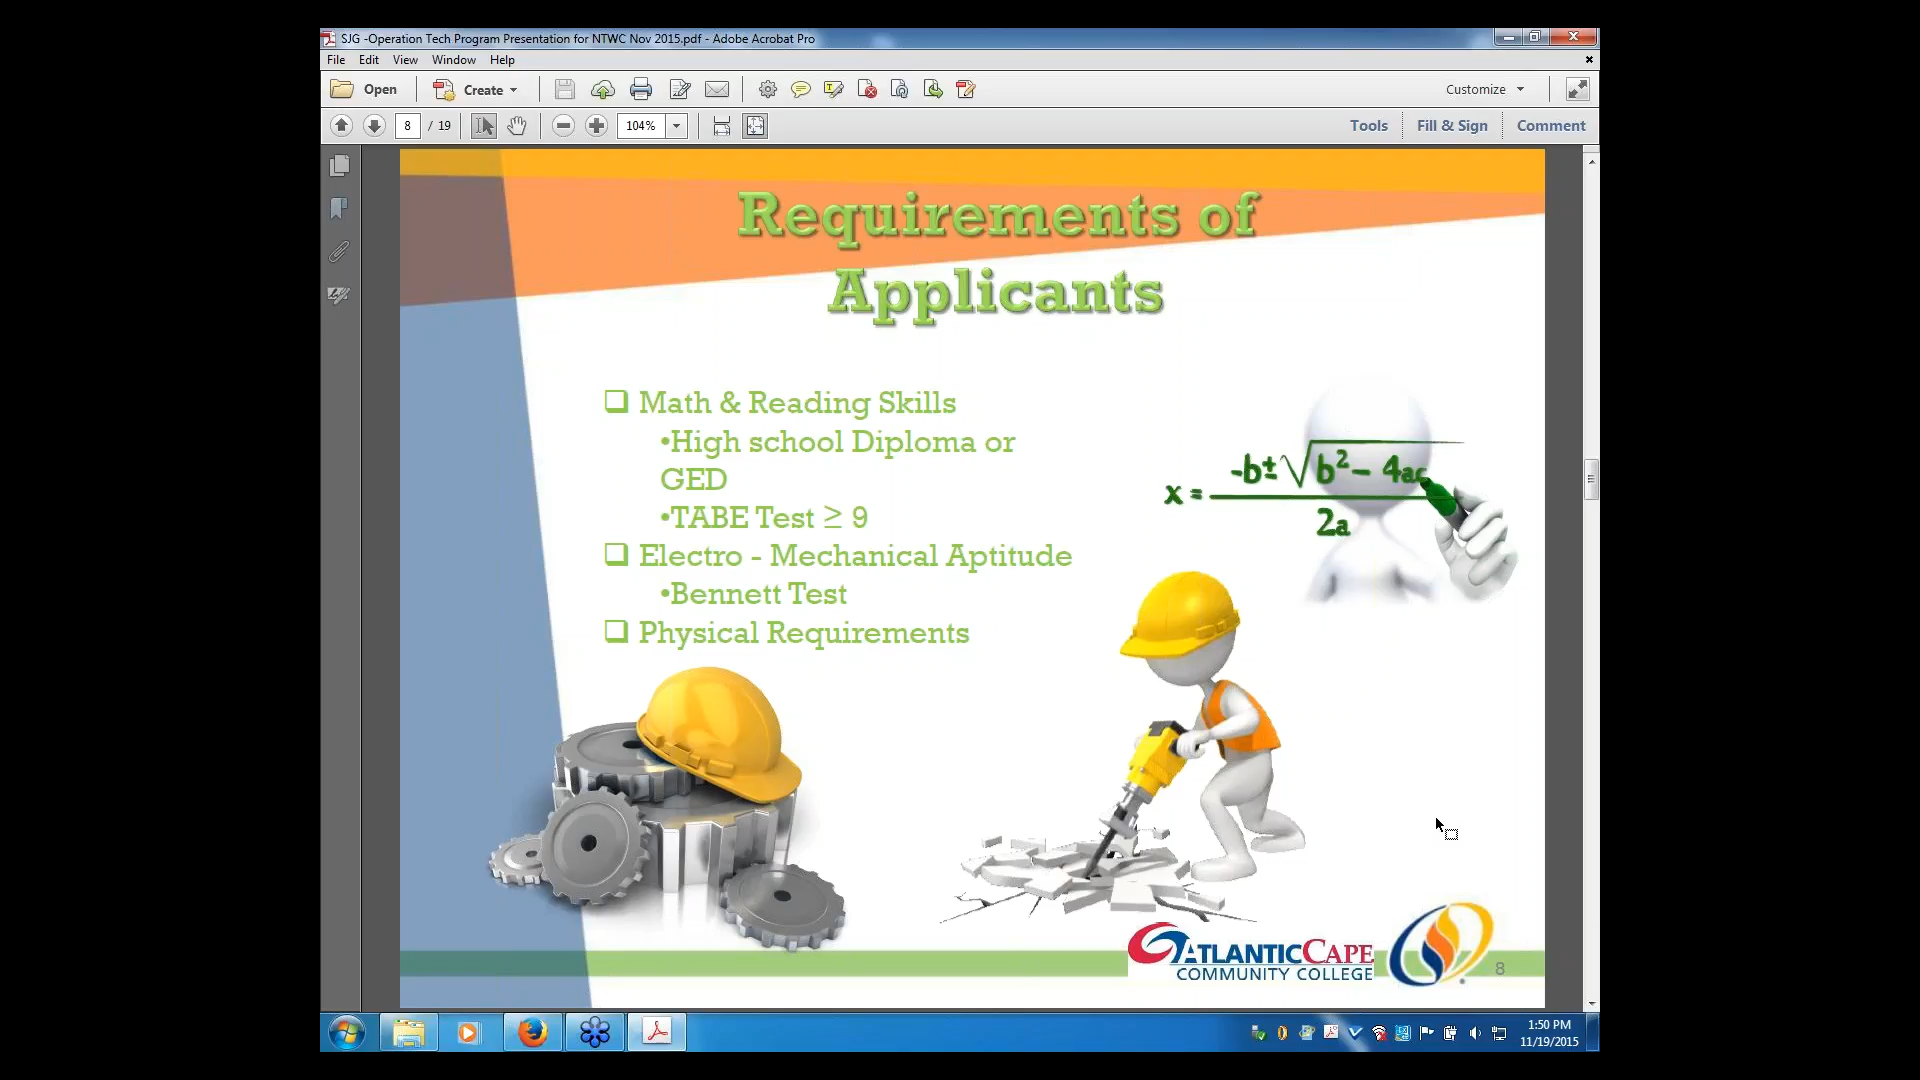 SJG -Operation Tech Program Presentation for NTWC Nov 2015.pdf - Adobe Acrobat Pro
File Edit View Window Help
Open Create Customize
8 / 19 104% Tools Fill & Sign Comment
Requirements of
Applicants
❑ Math & Reading Skills
•High school Diploma or
GED
•TABE Test ≥ 9
❑ Electro - Mechanical Aptitude
•Bennett Test
❑ Physical Requirements
x = -b± √b² – 4ac
2a
ATLANTICCAPE
COMMUNITY COLLEGE
8
1:50 PM
11/19/2015